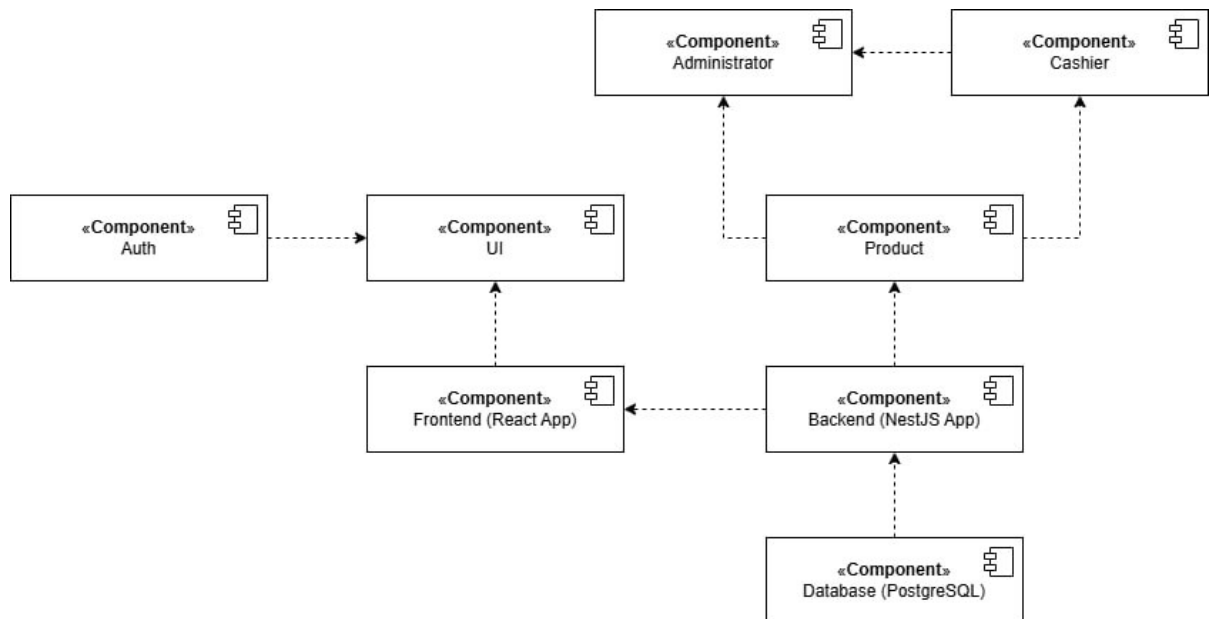 «Component»
Administrator
«Component»
Cashier
«Component»
Auth
«Component»
UI
«Component»
Product
«Component»
Frontend (React App)
«Component»
Backend (NestJS App)
«Component»
Database (PostgreSQL)